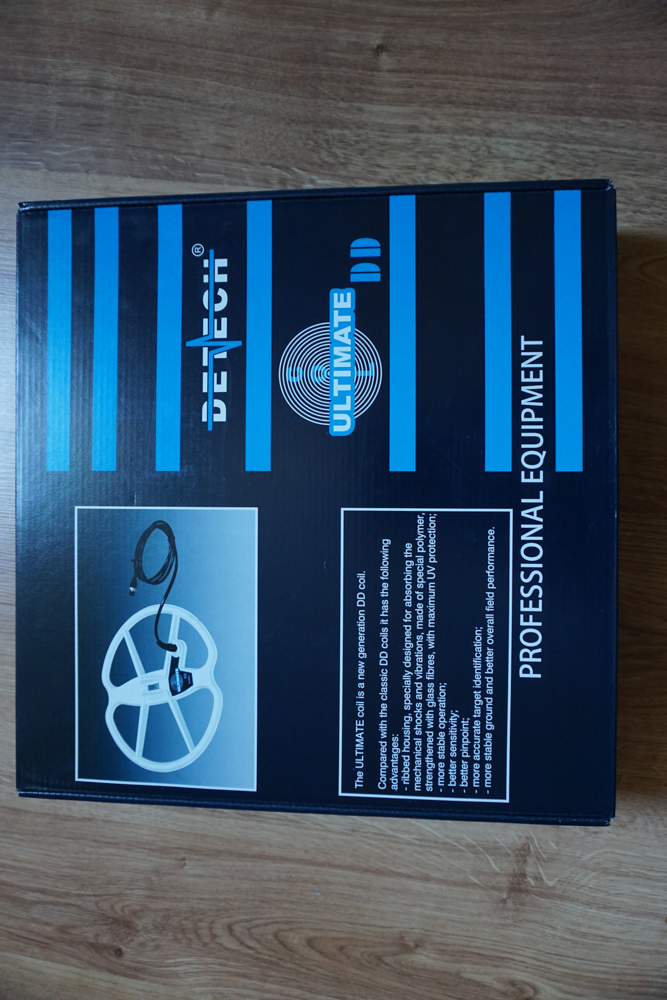 DETECH®
COIL
ULTIMATE DD
The ULTIMATE coil is a new generation DD coil.
Compared with the classic DD coils it has the following
advantages:
- ribbed housing, specially designed for absorbing the
mechanical shocks and vibrations, made of special polymer,
strengthened with glass fibres, with maximum UV protection;
- more stable operation;
- better sensitivity;
- better pinpoint;
- more accurate target identification;
- more stable ground and better overall field performance.
PROFESSIONAL EQUIPMENT